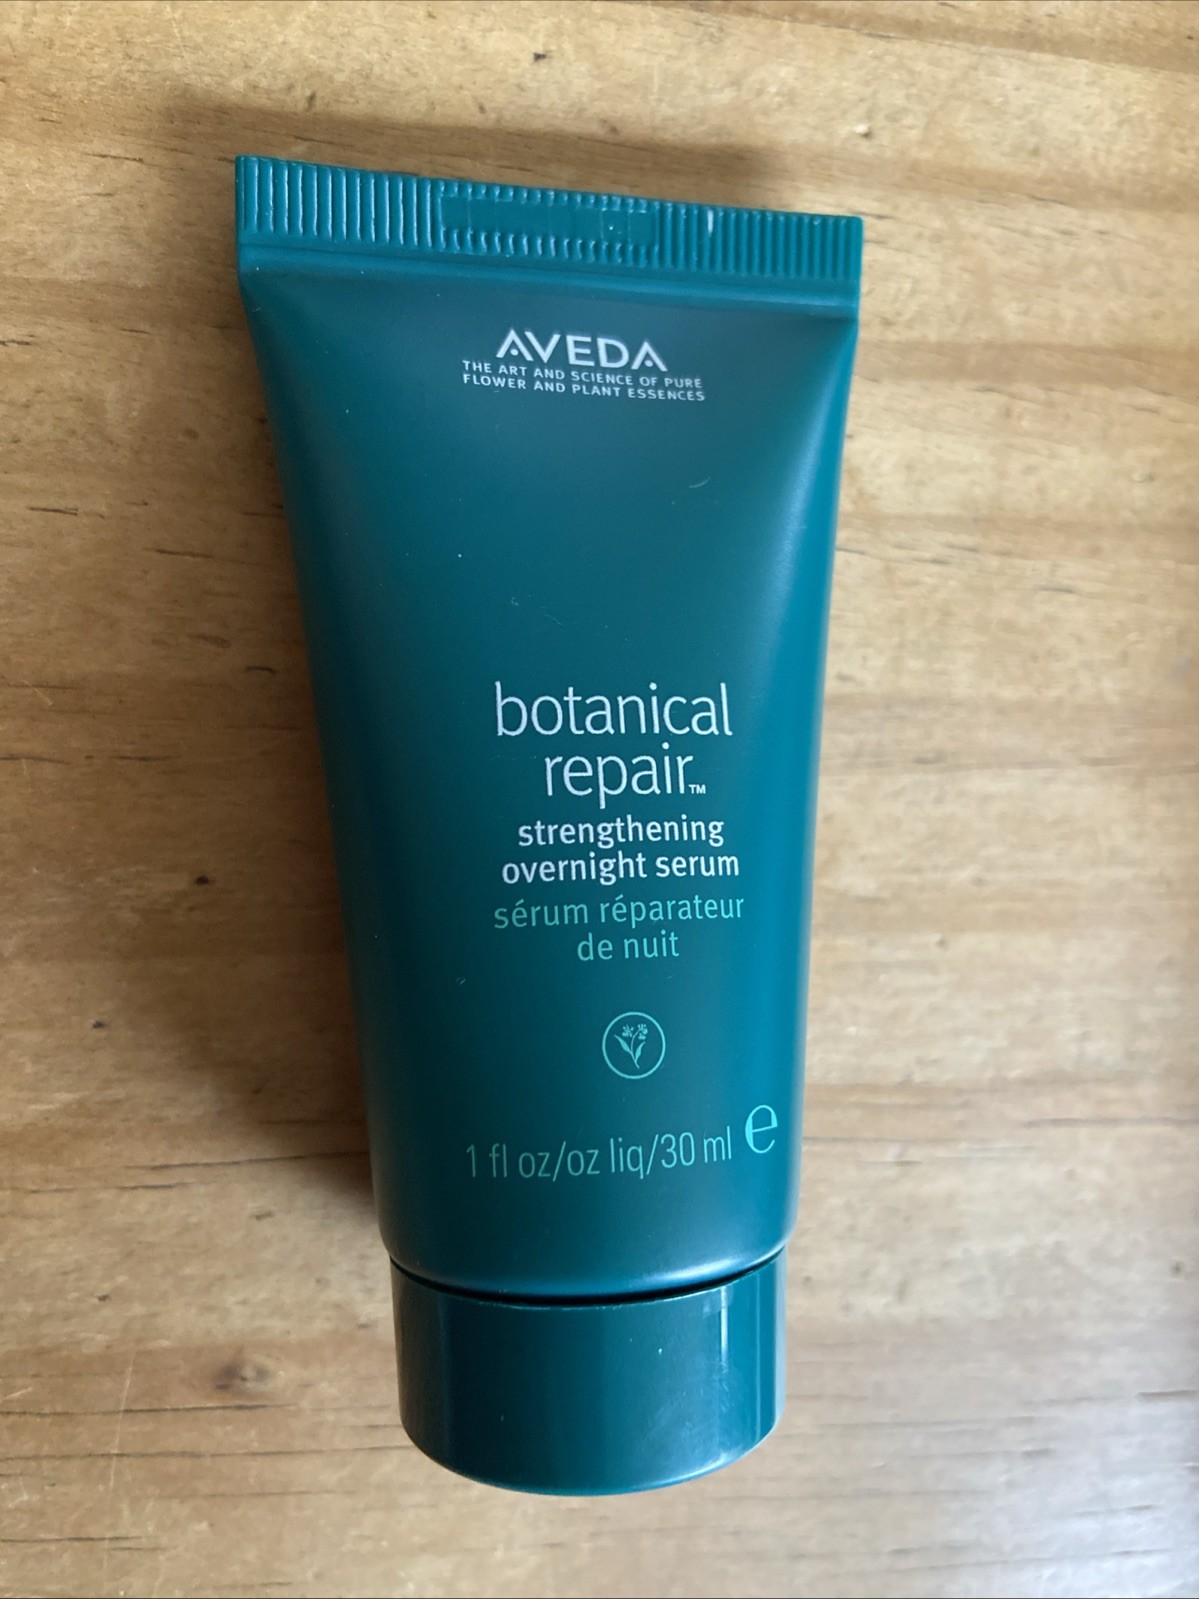 AVEDA
THE ART AND SCIENCE OF PURE
FLOWER AND PLANT ESSENCES
botanical
repair™
strengthening
overnight serum
sérum réparateur
de nuit
1 fl oz/oz liq/30 ml ℮